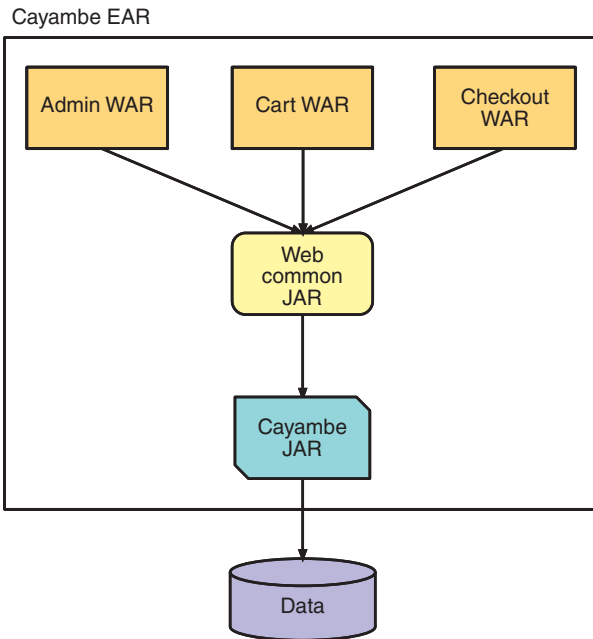 Cayambe EAR
Admin WAR
Cart WAR
Checkout
WAR
Web
common
JAR
Cayambe
JAR
Data